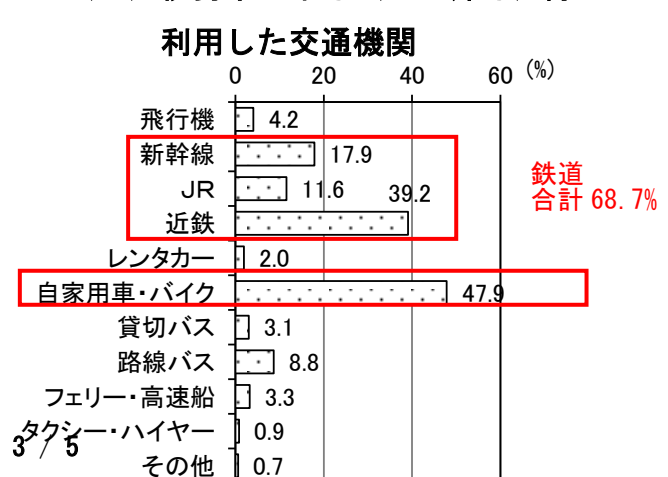 利用した交通機関
0 20 40 60 (%)
飛行機 4.2
新幹線 17.9
JR 11.6
近鉄 39.2
鉄道
合計 68.7%
レンタカー 2.0
自家用車・バイク 47.9
貸切バス 3.1
路線バス 8.8
フェリー・高速船 3.3
タクシー・ハイヤー 0.9
3 / 5
その他 0.7